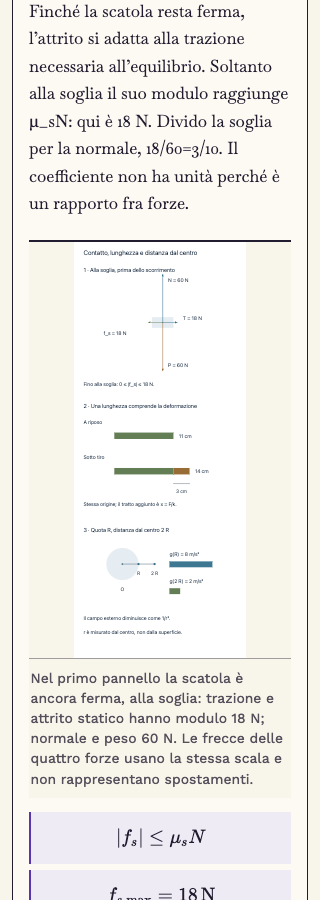 Finché la scatola resta ferma,
l’attrito si adatta alla trazione
necessaria all’equilibrio. Soltanto
alla soglia il suo modulo raggiunge
μ_sN: qui è 18 N. Divido la soglia
per la normale, 18/60=3/10. Il
coefficiente non ha unità perché è
un rapporto fra forze.
Contatto, lunghezza e distanza dal centro
1 · Alla soglia, prima dello scorrimento
N = 60 N
T = 18 N
f_s = 18 N
P = 60 N
Fino alla soglia: 0 ≤ |f_s| ≤ 18 N.
2 · Una lunghezza comprende la deformazione
A riposo
11 cm
Sotto tiro
14 cm
3 cm
Stessa origine; il tratto aggiunto è x = F/k.
3 · Quota R, distanza dal centro 2 R
g(R) = 8 m/s²
R
2 R
g(2 R) = 2 m/s²
O
Il campo esterno diminuisce come 1/r².
r è misurato dal centro, non dalla superficie.
Nel primo pannello la scatola è
ancora ferma, alla soglia: trazione e
attrito statico hanno modulo 18 N;
normale e peso 60 N. Le frecce delle
quattro forze usano la stessa scala e
non rappresentano spostamenti.
|f_s| ≤ μ_s N
f_{s,max} = 18 N